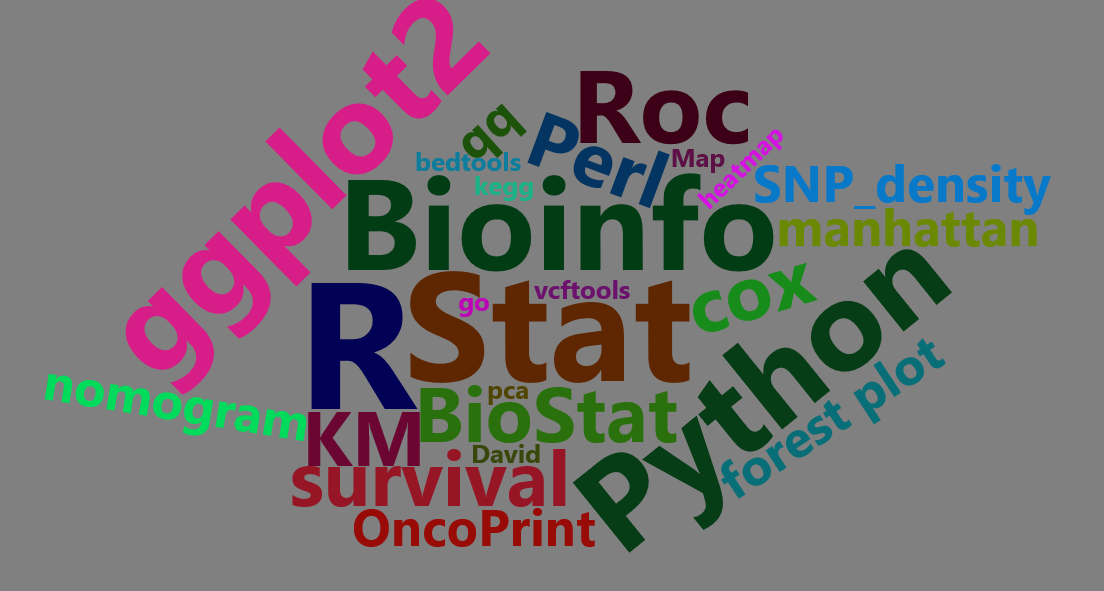 ggplot2
Roc
qq
Perl
bedtools
Map
heatmap
kegg
SNP_density
Bioinfo
manhattan
R
Stat
go
vcftools
cox
Python
nomogram
KM
pca
BioStat
forest plot
David
survival
OncoPrint